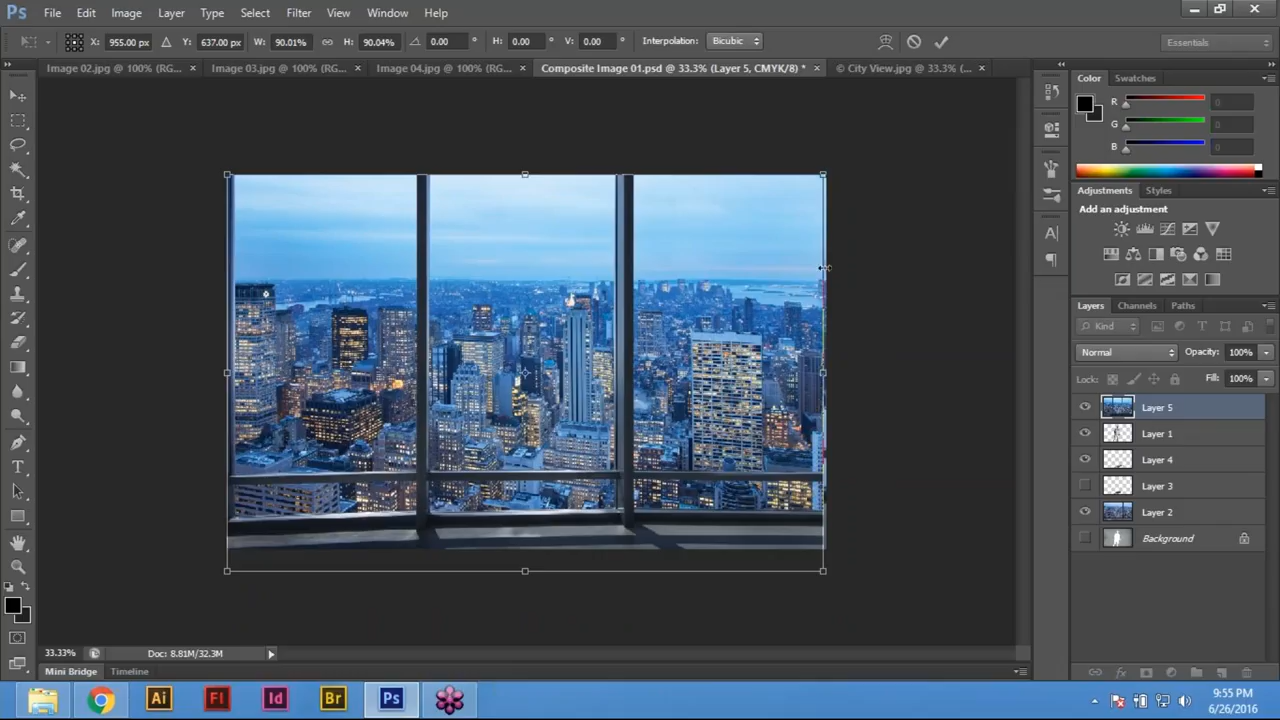 Ps File Edit Image Layer Type Select Filter View Window Help
X: 955.00 px Y: 637.00 px W: 90.01% H: 90.04% 0.00 ° H: 0.00 ° V: 0.00 ° Interpolation: Bicubic Essentials
Image 02.jpg @ 100% (RG... × Image 03.jpg @ 100% (RG... × Image 04.jpg @ 100% (RG... × Composite Image 01.psd @ 33.3% (Layer 5, CMYK/8) * × © City View.jpg @ 33.3% (... ×
Color Swatches
R 0
G 0
B 0
Adjustments Styles
Add an adjustment
Layers Channels Paths
Kind
Normal Opacity: 100%
Lock: Fill: 100%
Layer 5
Layer 1
Layer 4
Layer 3
Layer 2
Background
33.33% Doc: 8.81M/32.3M
Mini Bridge Timeline
Ai Fl Id Br Ps
9:55 PM
6/26/2016